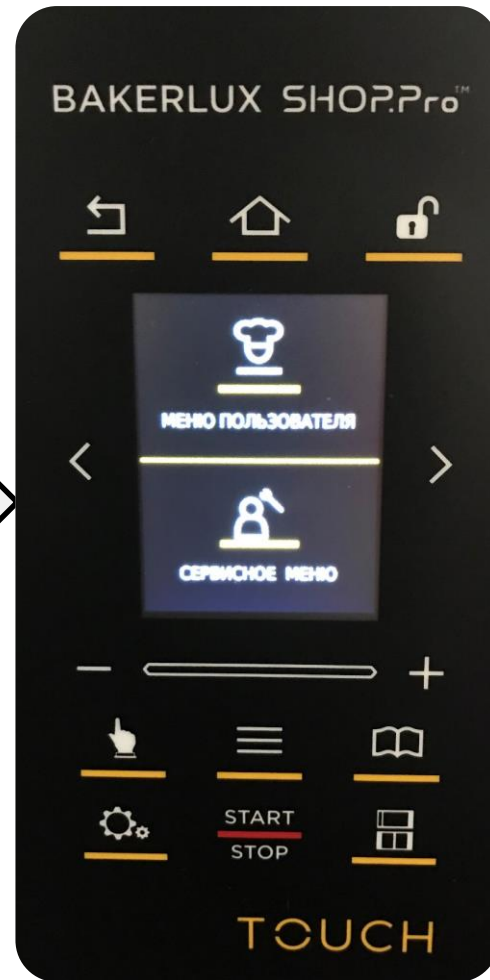 BAKERLUX SHOP.Pro™
МЕНЮ ПОЛЬЗОВАТЕЛЯ
СЕРВИСНОЕ МЕНЮ
START
STOP
TOUCH